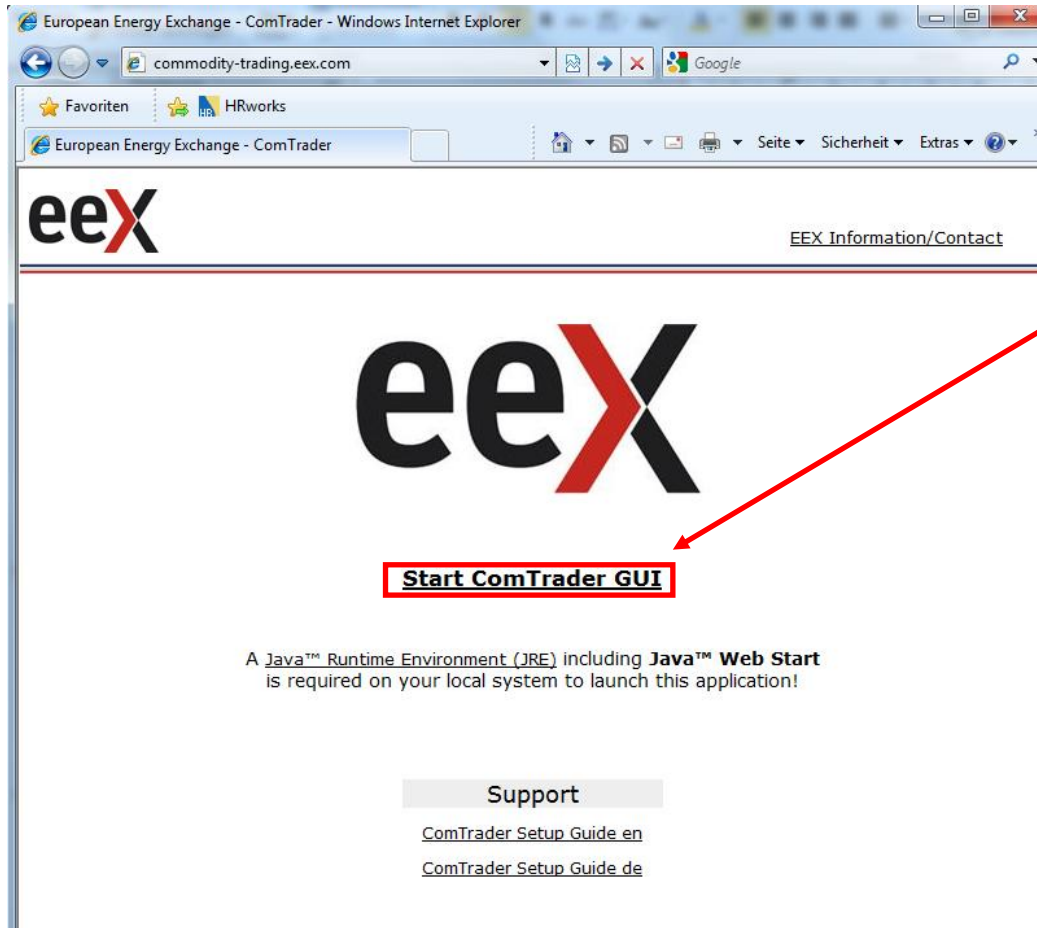 European Energy Exchange - ComTrader - Windows Internet Explorer
commodity-trading.eex.com
Google
Favoriten
HRworks
European Energy Exchange - ComTrader
Seite
Sicherheit
Extras
eex
EEX Information/Contact
eex
Start ComTrader GUI
A Java™ Runtime Environment (JRE) including Java™ Web Start
is required on your local system to launch this application!
Support
ComTrader Setup Guide en
ComTrader Setup Guide de